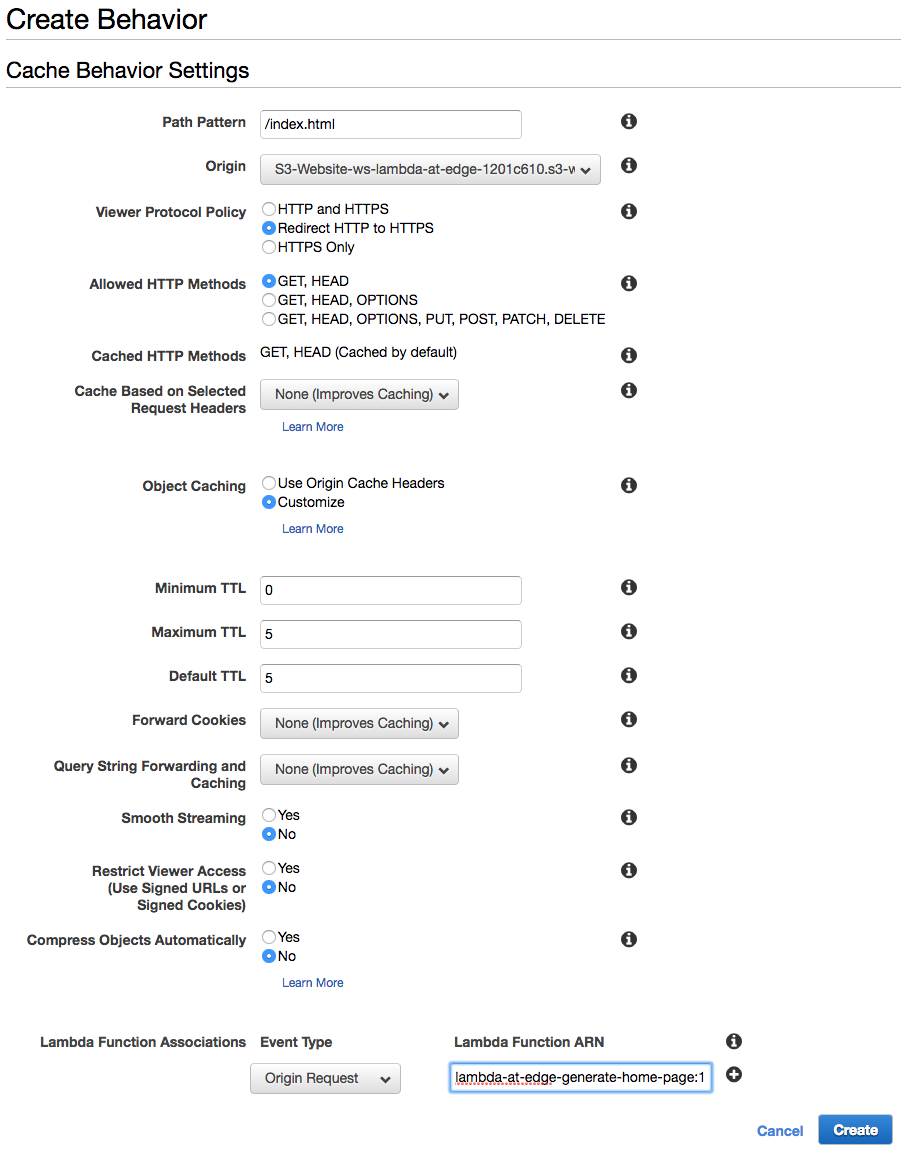 Create Behavior
Cache Behavior Settings
Path Pattern
/index.html
Origin
S3-Website-ws-lambda-at-edge-1201c610.s3-w
Viewer Protocol Policy
HTTP and HTTPS
Redirect HTTP to HTTPS
HTTPS Only
Allowed HTTP Methods
GET, HEAD
GET, HEAD, OPTIONS
GET, HEAD, OPTIONS, PUT, POST, PATCH, DELETE
Cached HTTP Methods
GET, HEAD (Cached by default)
Cache Based on Selected
Request Headers
None (Improves Caching)
Learn More
Object Caching
Use Origin Cache Headers
Customize
Learn More
Minimum TTL
0
Maximum TTL
5
Default TTL
5
Forward Cookies
None (Improves Caching)
Query String Forwarding and
Caching
None (Improves Caching)
Smooth Streaming
Yes
No
Restrict Viewer Access
(Use Signed URLs or
Signed Cookies)
Yes
No
Compress Objects Automatically
Yes
No
Learn More
Lambda Function Associations
Event Type
Lambda Function ARN
Origin Request
lambda-at-edge-generate-home-page:1
Cancel
Create